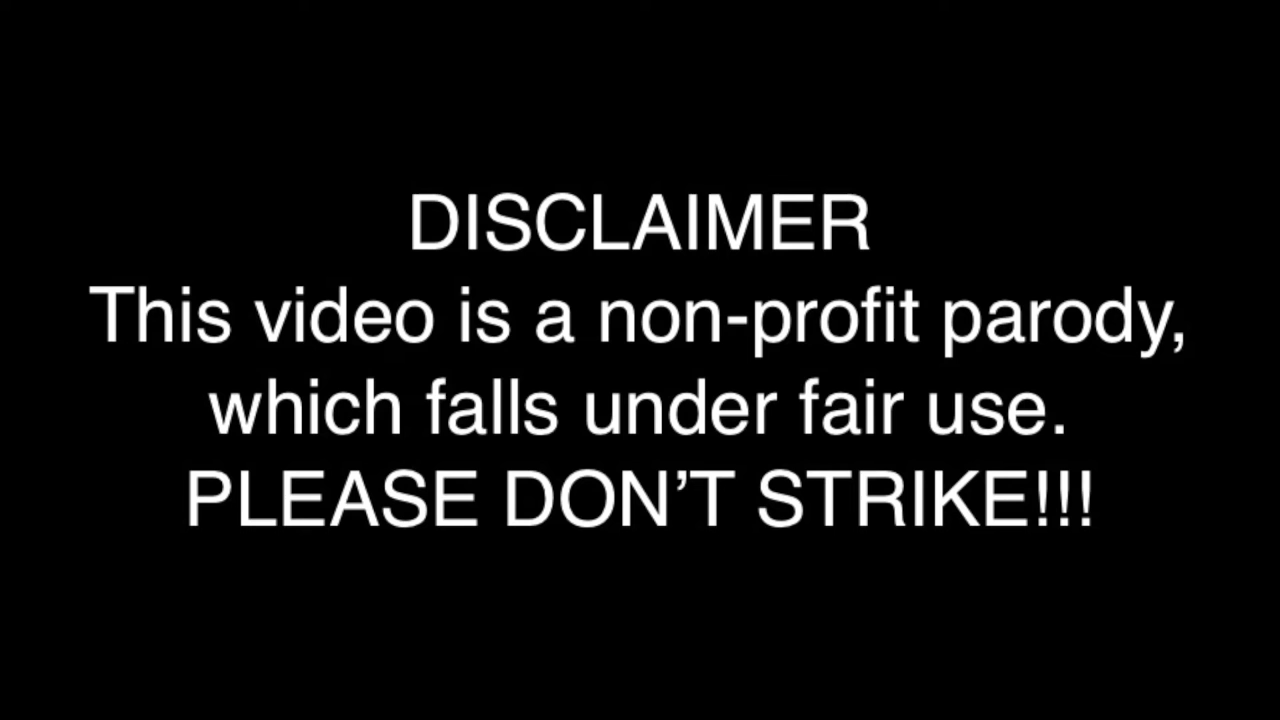 DISCLAIMER
This video is a non-profit parody,
which falls under fair use.
PLEASE DON’T STRIKE!!!